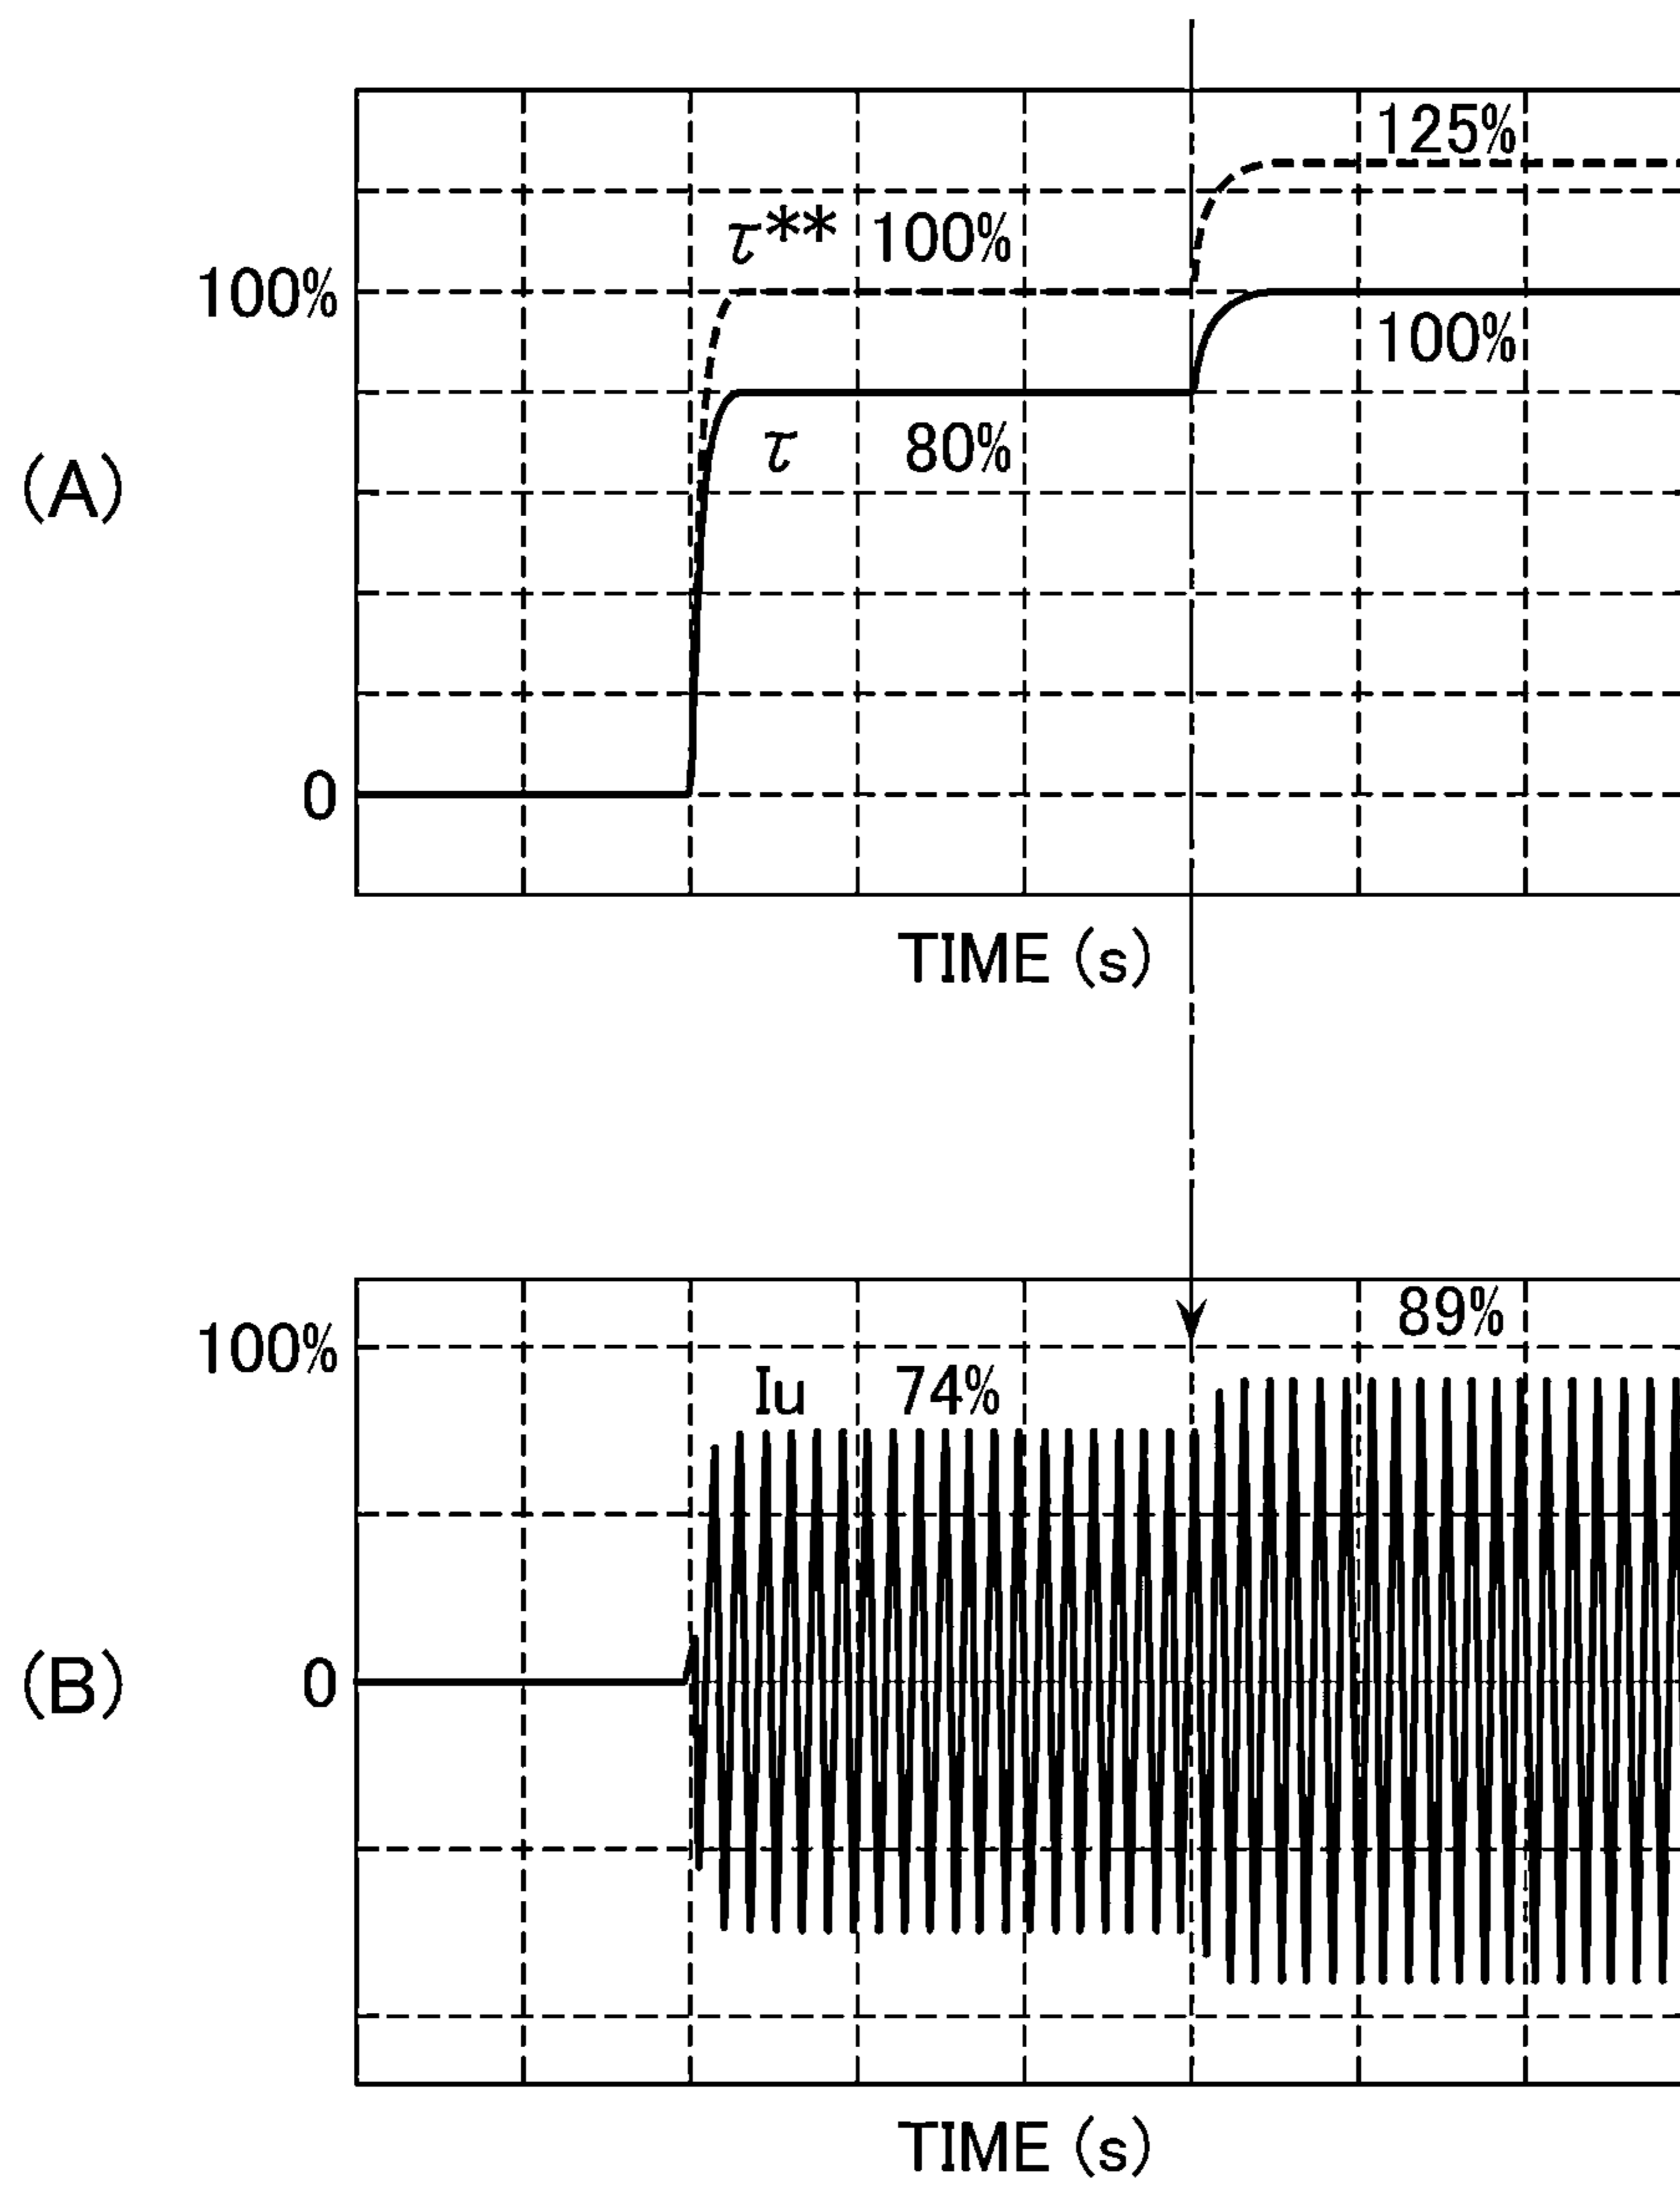 125%
τ** 100%
100%
100%
τ 80%
(A)
0
TIME (s)
89%
100%
Iu 74%
(B)
0
TIME (s)